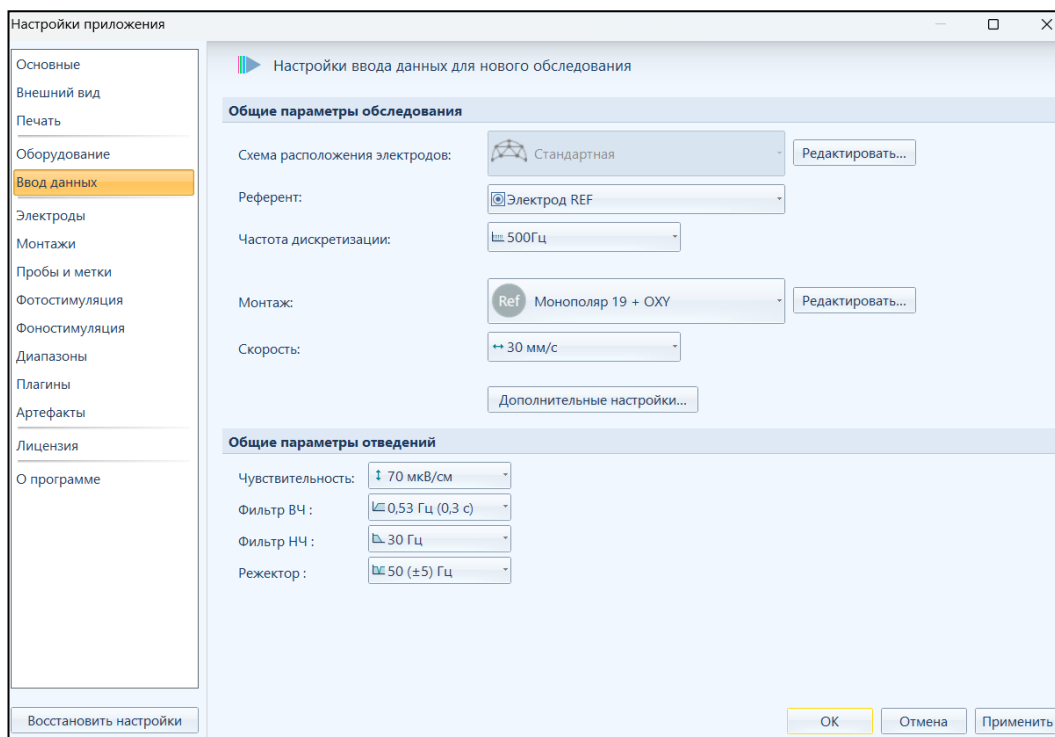 Настройки приложения
Основные
Внешний вид
Печать
Оборудование
Ввод данных
Электроды
Монтажи
Пробы и метки
Фотостимуляция
Фоностимуляция
Диапазоны
Плагины
Артефакты
Лицензия
О программе
Восстановить настройки
Настройки ввода данных для нового обследования
Общие параметры обследования
Схема расположения электродов: Стандартная Редактировать...
Референт: Электрод REF
Частота дискретизации: 500Гц
Монтаж: Ref Монополяр 19 + OXY Редактировать...
Скорость: 30 мм/с
Дополнительные настройки...
Общие параметры отведений
Чувствительность: 70 мкВ/см
Фильтр ВЧ : 0,53 Гц (0,3 с)
Фильтр НЧ : 30 Гц
Режектор : 50 (±5) Гц
ОК Отмена Применить